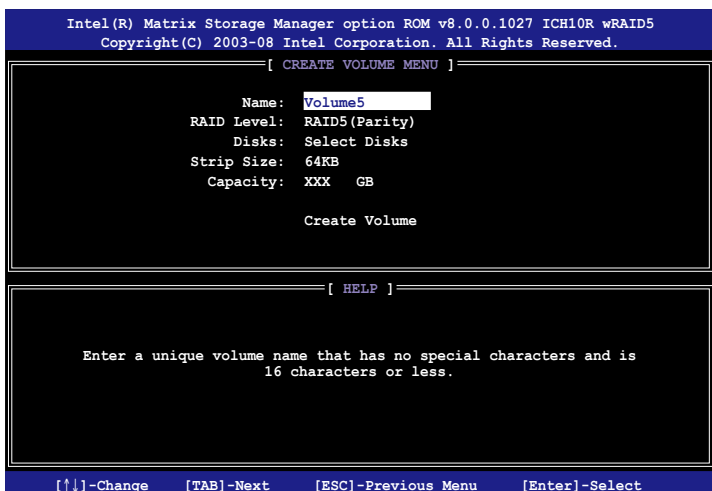 Intel(R) Matrix Storage Manager option ROM v8.0.0.1027 ICH10R wRAID5
Copyright(C) 2003-08 Intel Corporation. All Rights Reserved.
[ CREATE VOLUME MENU ]
Name: Volume5
RAID Level: RAID5(Parity)
Disks: Select Disks
Strip Size: 64KB
Capacity: XXX GB
Create Volume
[ HELP ]
Enter a unique volume name that has no special characters and is
16 characters or less.
[↑↓]-Change [TAB]-Next [ESC]-Previous Menu [Enter]-Select